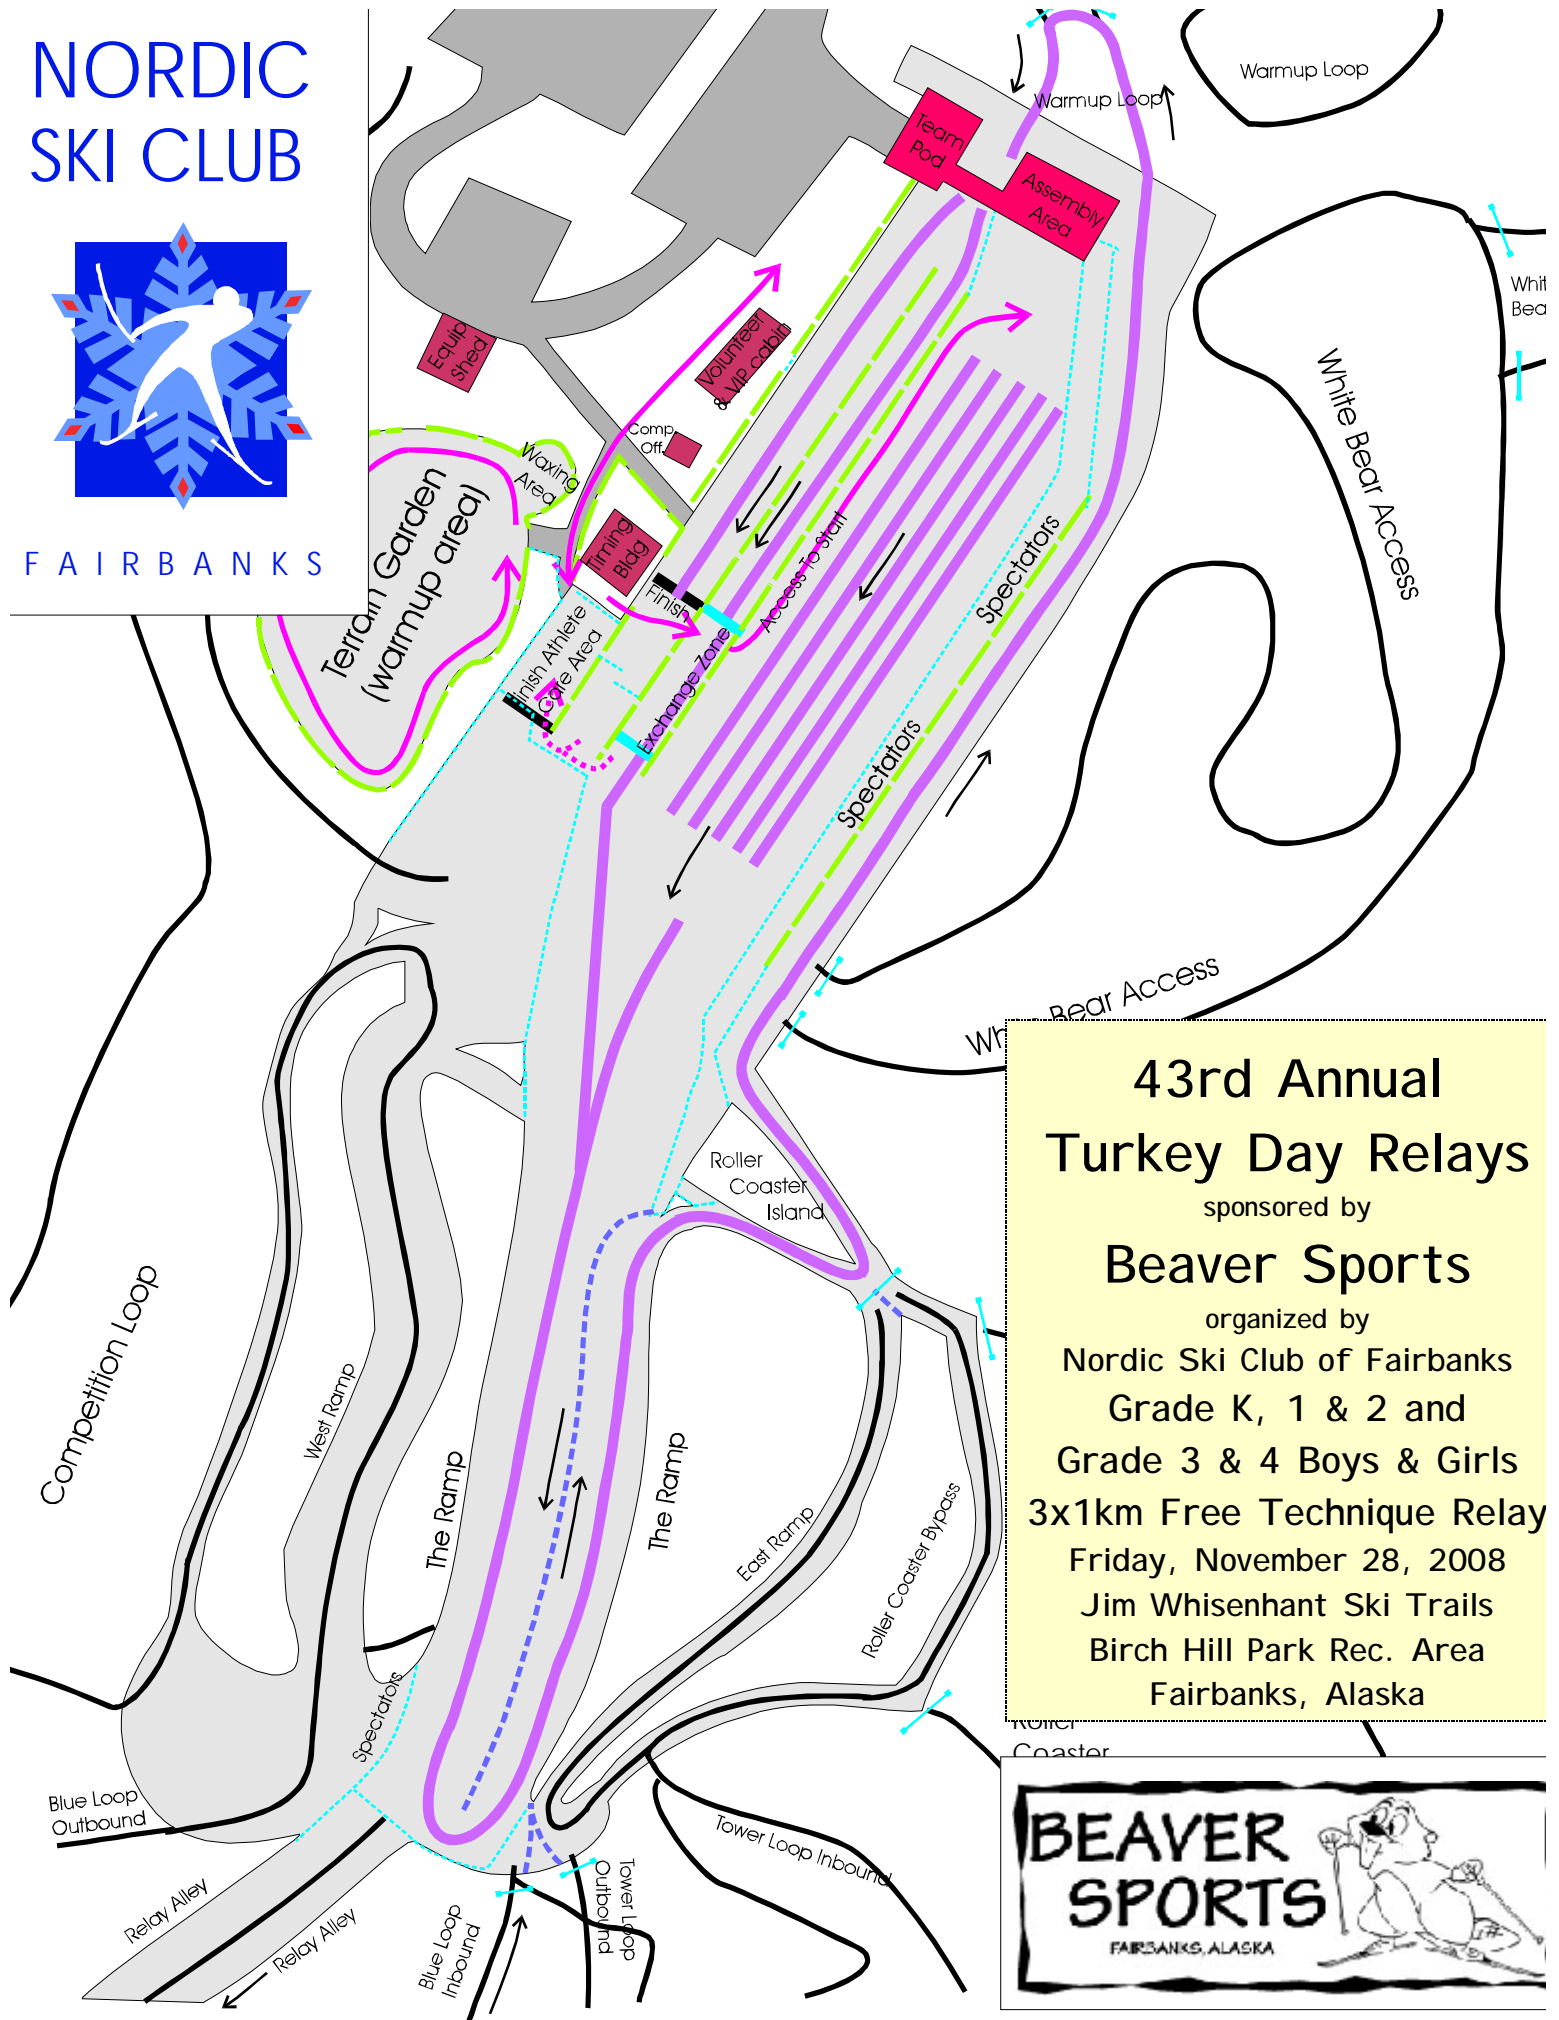 NORDIC
SKI CLUB
FAIRBANKS
Warmup Loop
Warmup Loop
Team
Pod
Assembly
Area
Equip
Shed
Volunteer
& VIP cabin
Comp.
Off.
Waxing
Area
Terrain Garden
(warmup area)
Timing
Bldg
Finish
Finish Athlete
Care Area
Exchange Zone
Access To Start
Spectators
Spectators
White Bear Access
White Bear Access
Roller
Coaster
Island
Competition Loop
West Ramp
The Ramp
The Ramp
East Ramp
Roller Coaster Bypass
Spectators
Blue Loop
Outbound
Relay Alley
Relay Alley
Blue Loop
Inbound
Tower Loop
Outbound
Tower Loop Inbound
Roller
Coaster
43rd Annual
Turkey Day Relays
sponsored by
Beaver Sports
organized by
Nordic Ski Club of Fairbanks
Grade K, 1 & 2 and
Grade 3 & 4 Boys & Girls
3x1km Free Technique Relay
Friday, November 28, 2008
Jim Whisenhant Ski Trails
Birch Hill Park Rec. Area
Fairbanks, Alaska
BEAVER
SPORTS
FAIRBANKS, ALASKA